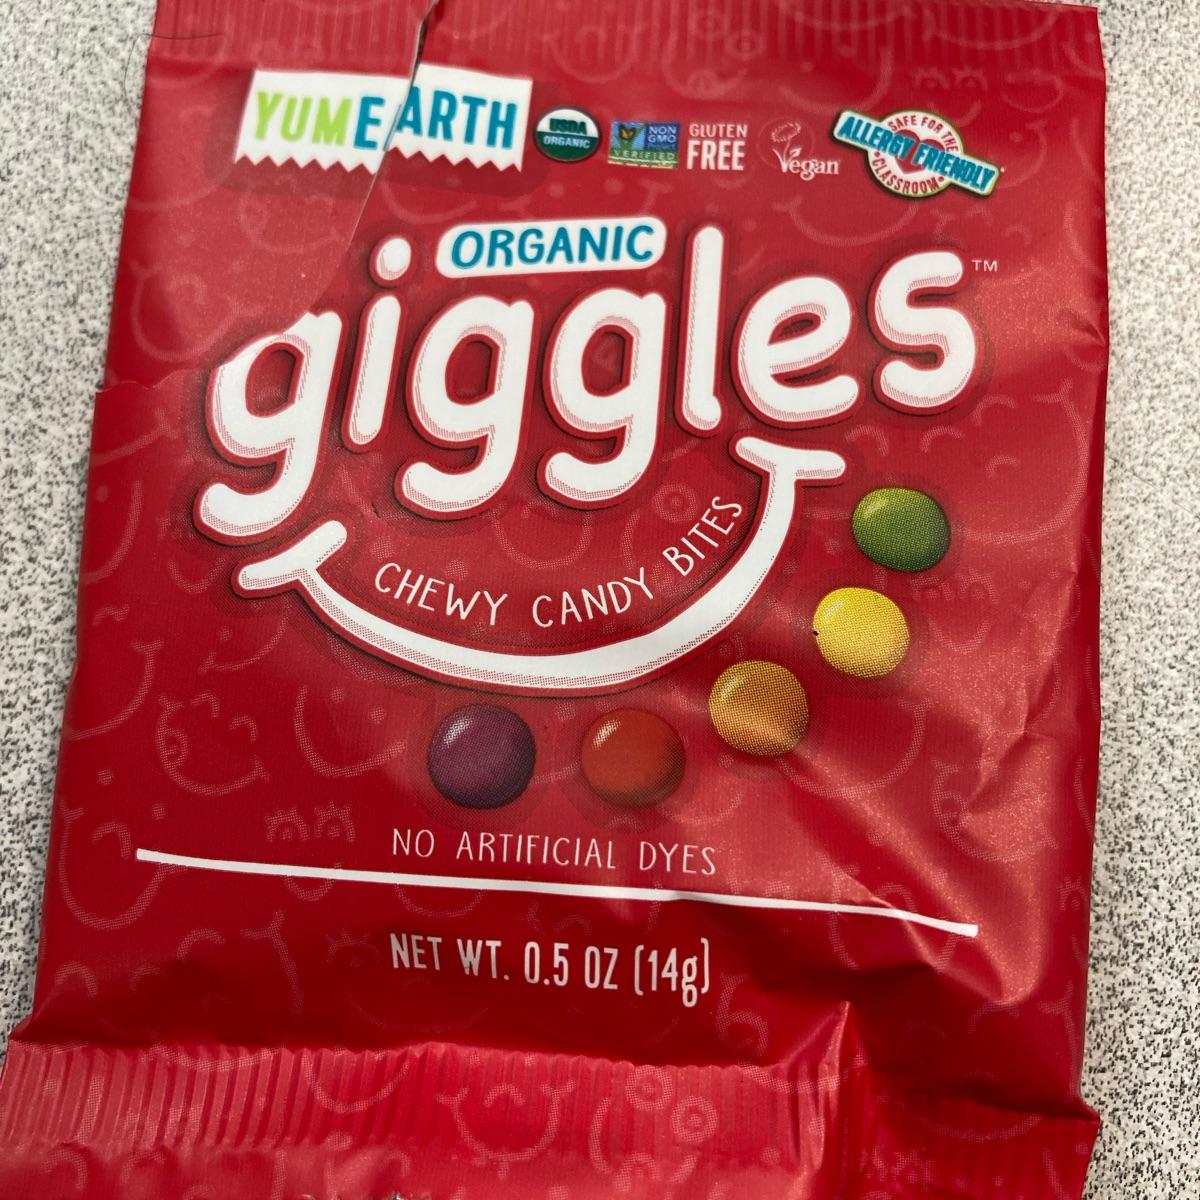 YUMEARTH
USDA
ORGANIC
NON
GMO
VERIFIED
GLUTEN
FREE
Vegan
SAFE FOR THE
ALLERGY FRIENDLY
CLASSROOM
ORGANIC
giggles™
CHEWY CANDY BITES
NO ARTIFICIAL DYES
NET WT. 0.5 OZ (14g)